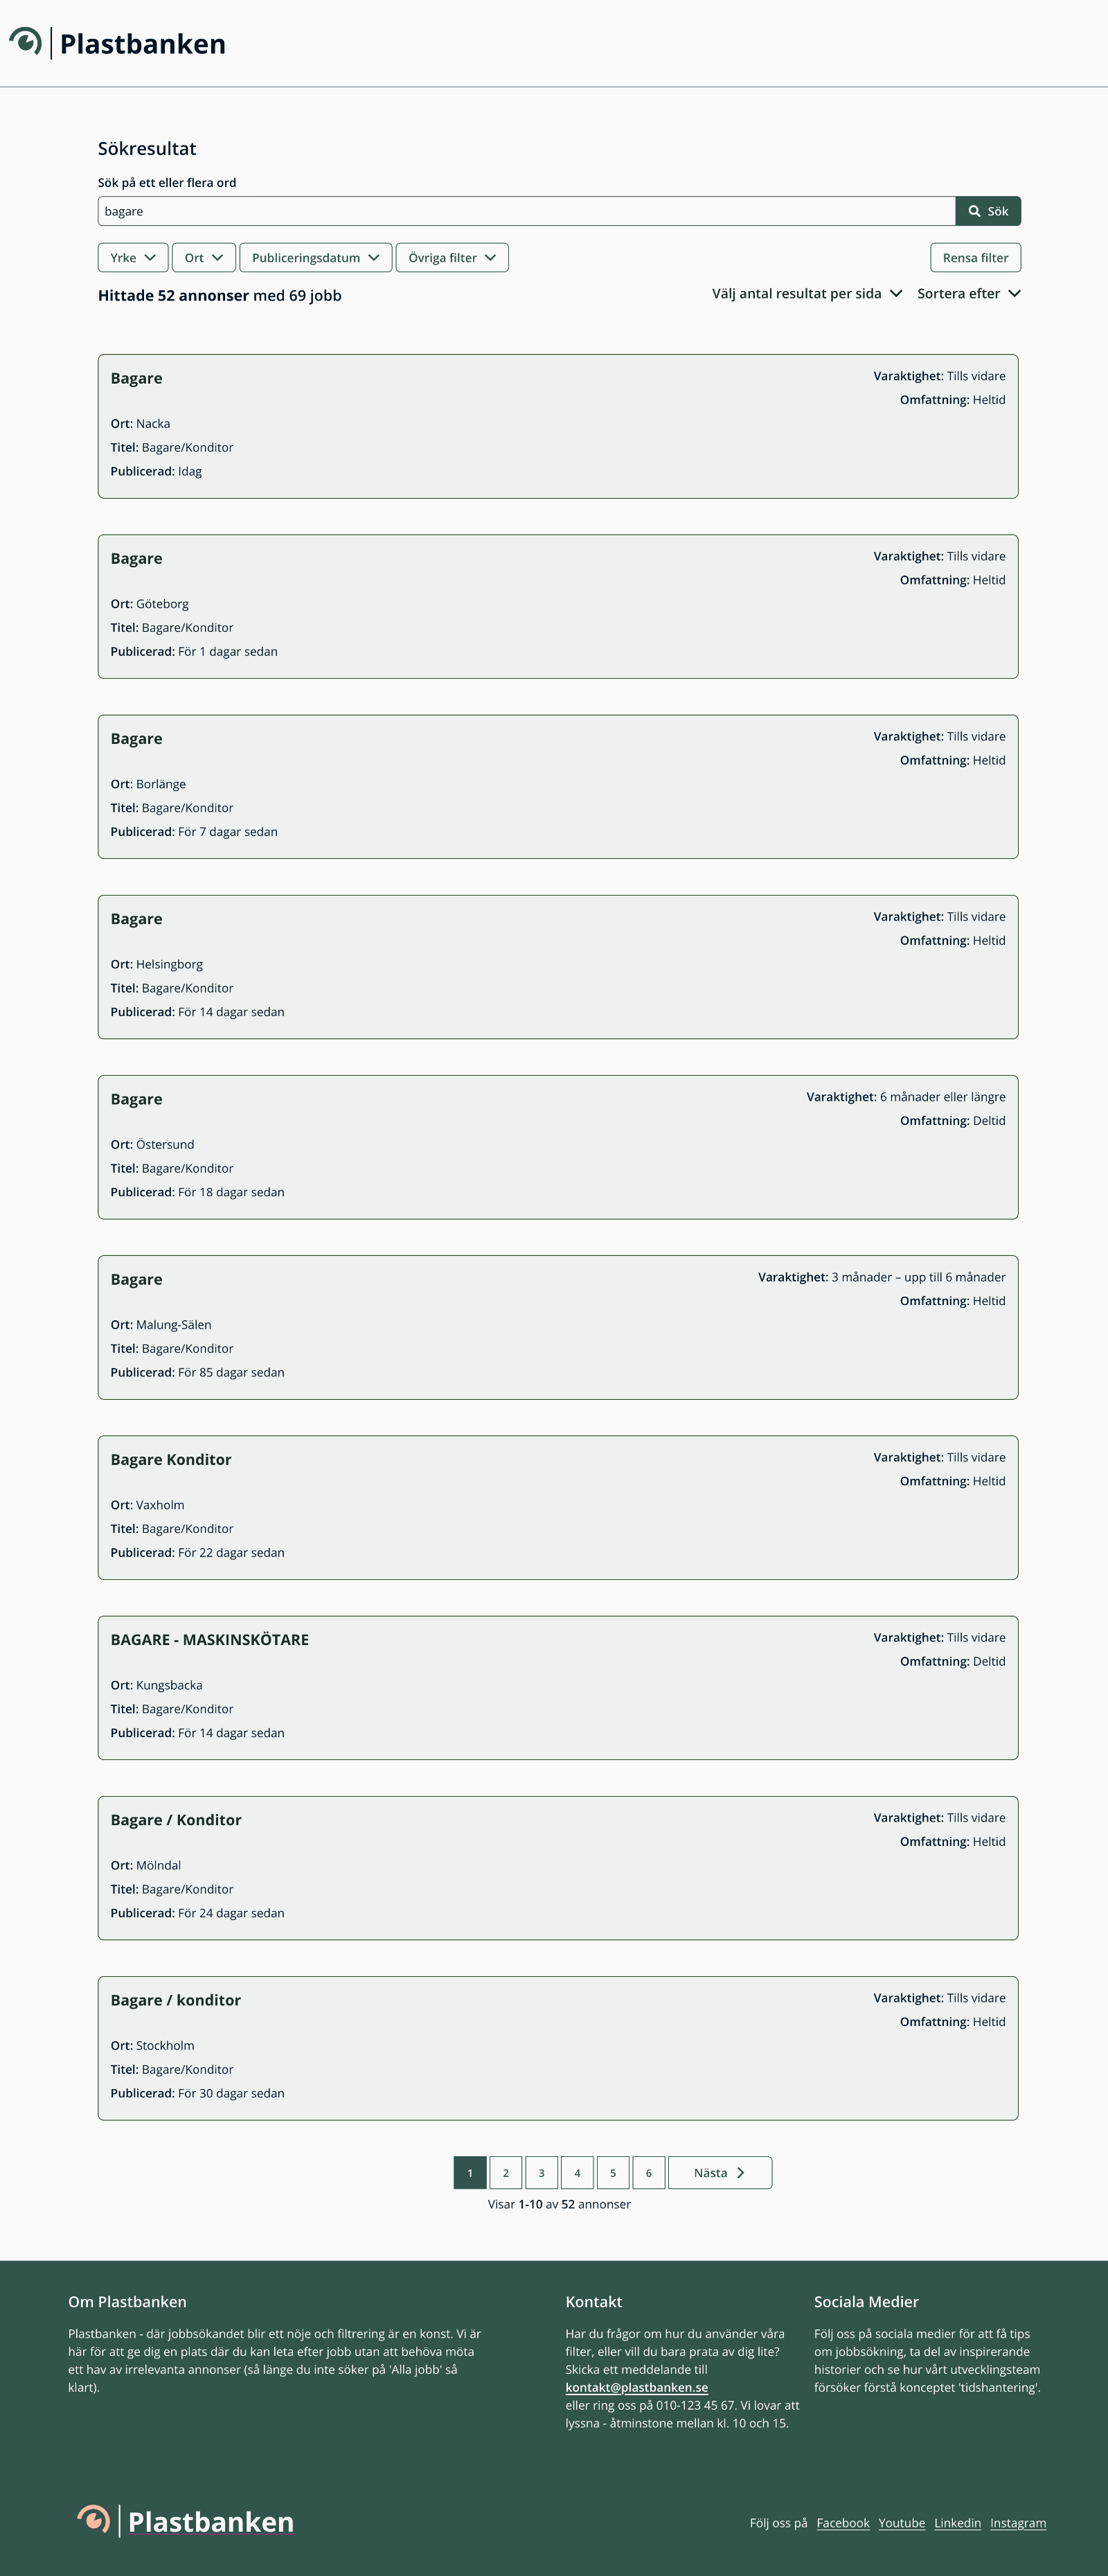 Plastbanken
Sökresultat
Sök på ett eller flera ord
bagare
Sök
Yrke
Ort
Publiceringsdatum
Övriga filter
Rensa filter
Hittade 52 annonser med 69 jobb
Välj antal resultat per sida
Sortera efter
Bagare
Varaktighet: Tills vidare
Omfattning: Heltid
Ort: Nacka
Titel: Bagare/Konditor
Publicerad: Idag
Bagare
Varaktighet: Tills vidare
Omfattning: Heltid
Ort: Göteborg
Titel: Bagare/Konditor
Publicerad: För 1 dagar sedan
Bagare
Varaktighet: Tills vidare
Omfattning: Heltid
Ort: Borlänge
Titel: Bagare/Konditor
Publicerad: För 7 dagar sedan
Bagare
Varaktighet: Tills vidare
Omfattning: Heltid
Ort: Helsingborg
Titel: Bagare/Konditor
Publicerad: För 14 dagar sedan
Bagare
Varaktighet: 6 månader eller längre
Omfattning: Deltid
Ort: Östersund
Titel: Bagare/Konditor
Publicerad: För 18 dagar sedan
Bagare
Varaktighet: 3 månader – upp till 6 månader
Omfattning: Heltid
Ort: Malung-Sälen
Titel: Bagare/Konditor
Publicerad: För 85 dagar sedan
Bagare Konditor
Varaktighet: Tills vidare
Omfattning: Heltid
Ort: Vaxholm
Titel: Bagare/Konditor
Publicerad: För 22 dagar sedan
BAGARE - MASKINSKÖTARE
Varaktighet: Tills vidare
Omfattning: Deltid
Ort: Kungsbacka
Titel: Bagare/Konditor
Publicerad: För 14 dagar sedan
Bagare / Konditor
Varaktighet: Tills vidare
Omfattning: Heltid
Ort: Mölndal
Titel: Bagare/Konditor
Publicerad: För 24 dagar sedan
Bagare / konditor
Varaktighet: Tills vidare
Omfattning: Heltid
Ort: Stockholm
Titel: Bagare/Konditor
Publicerad: För 30 dagar sedan
1 2 3 4 5 6 Nästa
Visar 1-10 av 52 annonser
Om Plastbanken
Plastbanken - där jobbsökandet blir ett nöje och filtrering är en konst. Vi är
här för att ge dig en plats där du kan leta efter jobb utan att behöva möta
ett hav av irrelevanta annonser (så länge du inte söker på 'Alla jobb' så
klart).
Kontakt
Har du frågor om hur du använder våra
filter, eller vill du bara prata av dig lite?
Skicka ett meddelande till
kontakt@plastbanken.se
eller ring oss på 010-123 45 67. Vi lovar att
lyssna - åtminstone mellan kl. 10 och 15.
Sociala Medier
Följ oss på sociala medier för att få tips
om jobbsökning, ta del av inspirerande
historier och se hur vårt utvecklingsteam
försöker förstå konceptet 'tidshantering'.
Plastbanken
Följ oss på Facebook Youtube Linkedin Instagram